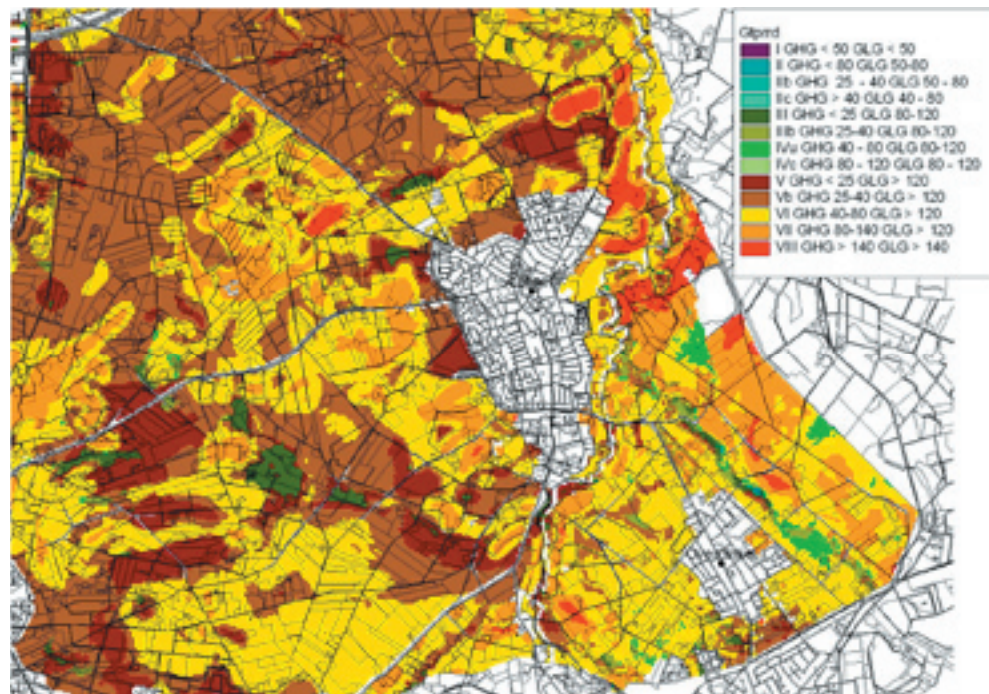 I GHG < 50 GLG < 50
II GHG < 80 GLG 50-80
IIb GHG 25 - 40 GLG 50 - 80
IIc GHG > 40 GLG 40 - 80
III GHG < 25 GLG 80-120
IIIb GHG 25-40 GLG 80-120
IVu GHG 40 - 80 GLG 80-120
IVc GHG 80 - 120 GLG 80 - 120
V GHG < 25 GLG > 120
Vb GHG 25-40 GLG > 120
VI GHG 40-80 GLG > 120
VII GHG 80-140 GLG > 120
VIII GHG > 140 GLG > 140